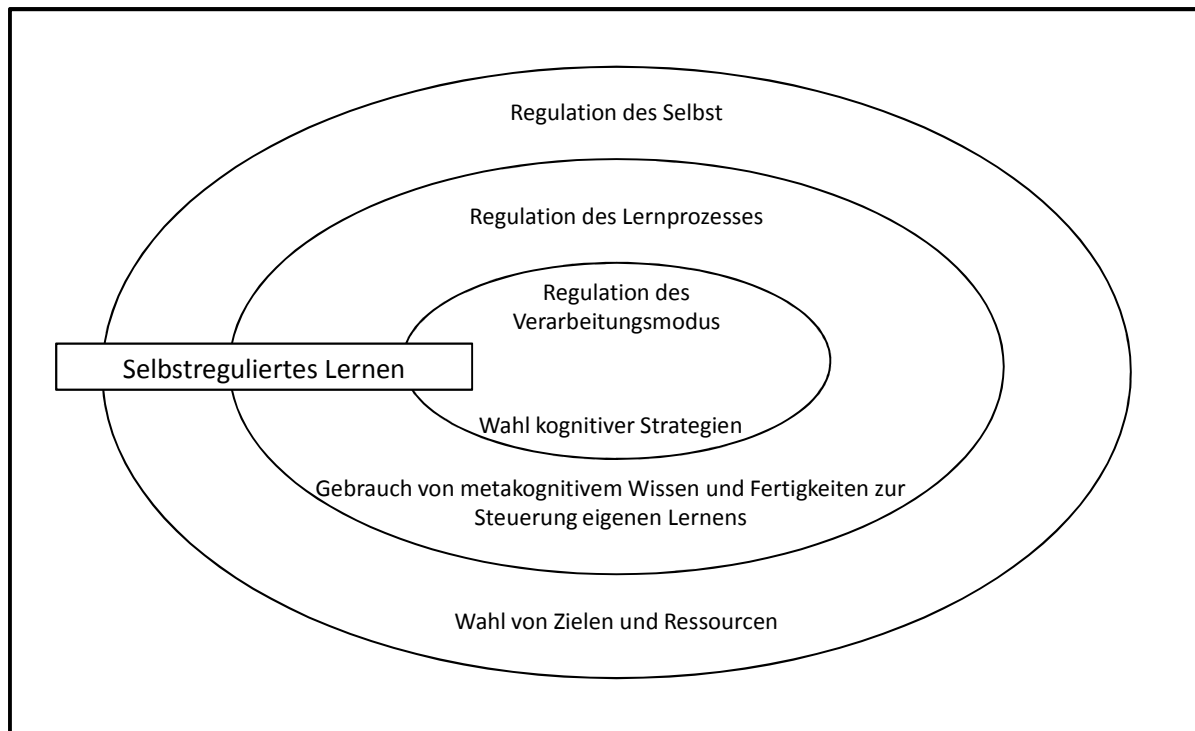 Regulation des Selbst
Regulation des Lernprozesses
Regulation des
Verarbeitungsmodus
Selbstreguliertes Lernen
Wahl kognitiver Strategien
Gebrauch von metakognitivem Wissen und Fertigkeiten zur
Steuerung eigenen Lernens
Wahl von Zielen und Ressourcen